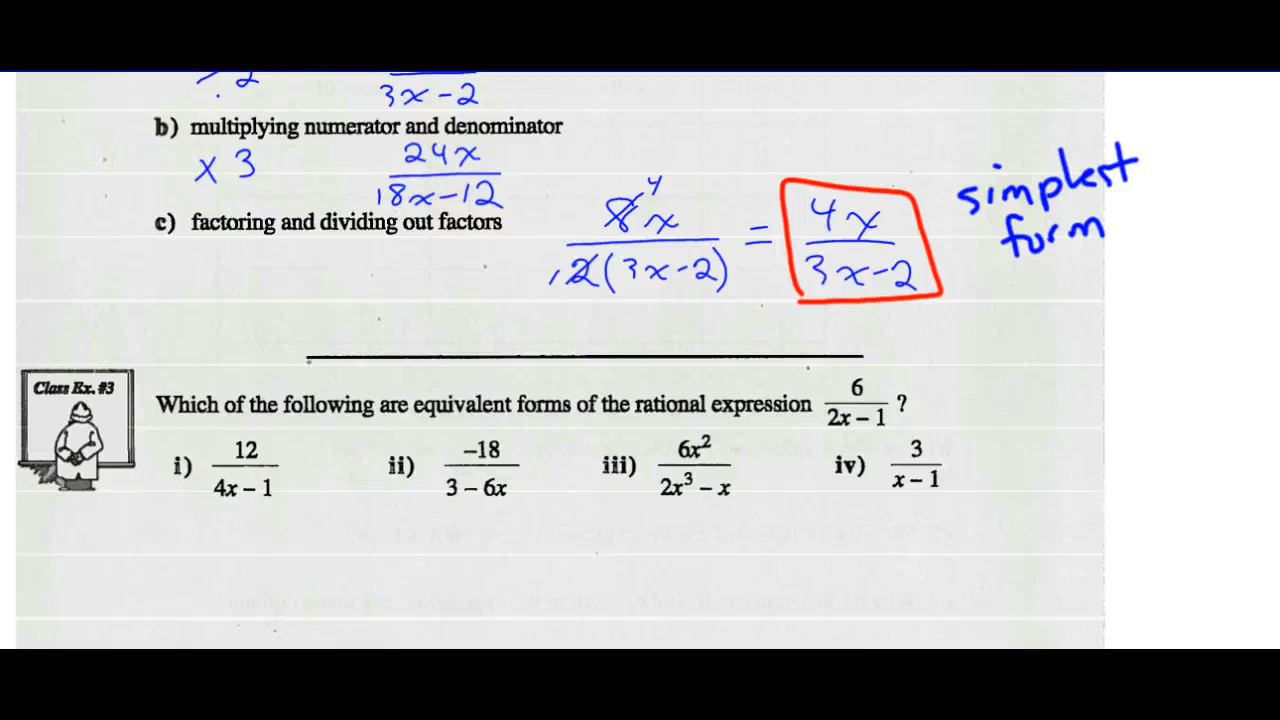 ÷ 2
3x - 2
b) multiplying numerator and denominator
x 3 24x / 18x - 12
c) factoring and dividing out factors
8x / 2(3x - 2) = 4x / 3x - 2
4
1
simplest
form
Class Ex. #3
Which of the following are equivalent forms of the rational expression 6 / 2x - 1 ?
i) 12 / 4x - 1 ii) -18 / 3 - 6x iii) 6x² / 2x³ - x iv) 3 / x - 1